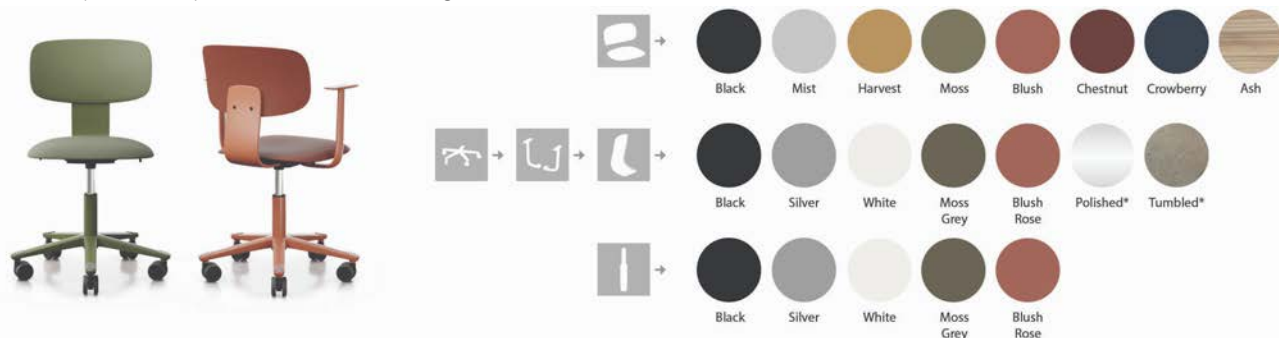 Black Mist Harvest Moss Blush Chestnut Crowberry Ash
Black Silver White Moss Grey Blush Rose Polished* Tumbled*
Black Silver White Moss Grey Blush Rose